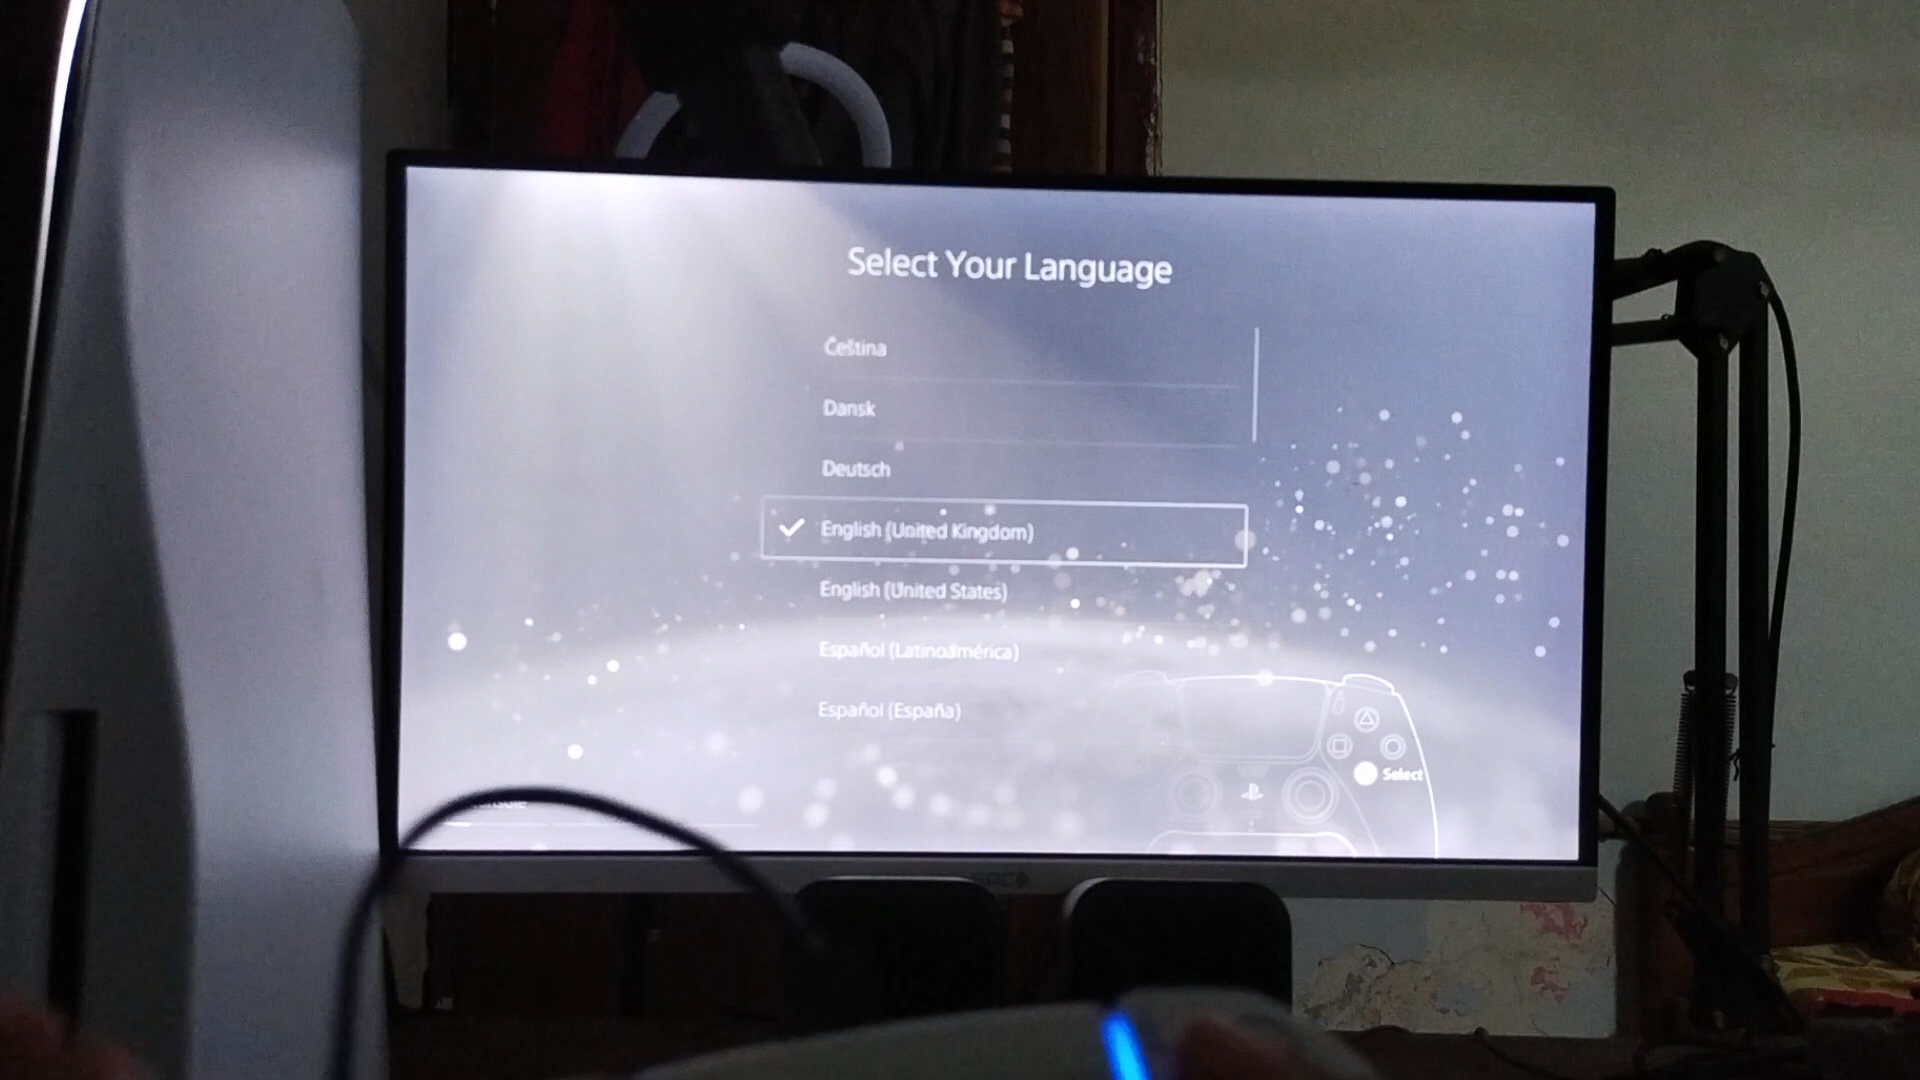 Select Your Language
Čeština
Dansk
Deutsch
English (United Kingdom)
English (United States)
Español (Latinoamérica)
Español (España)
Select